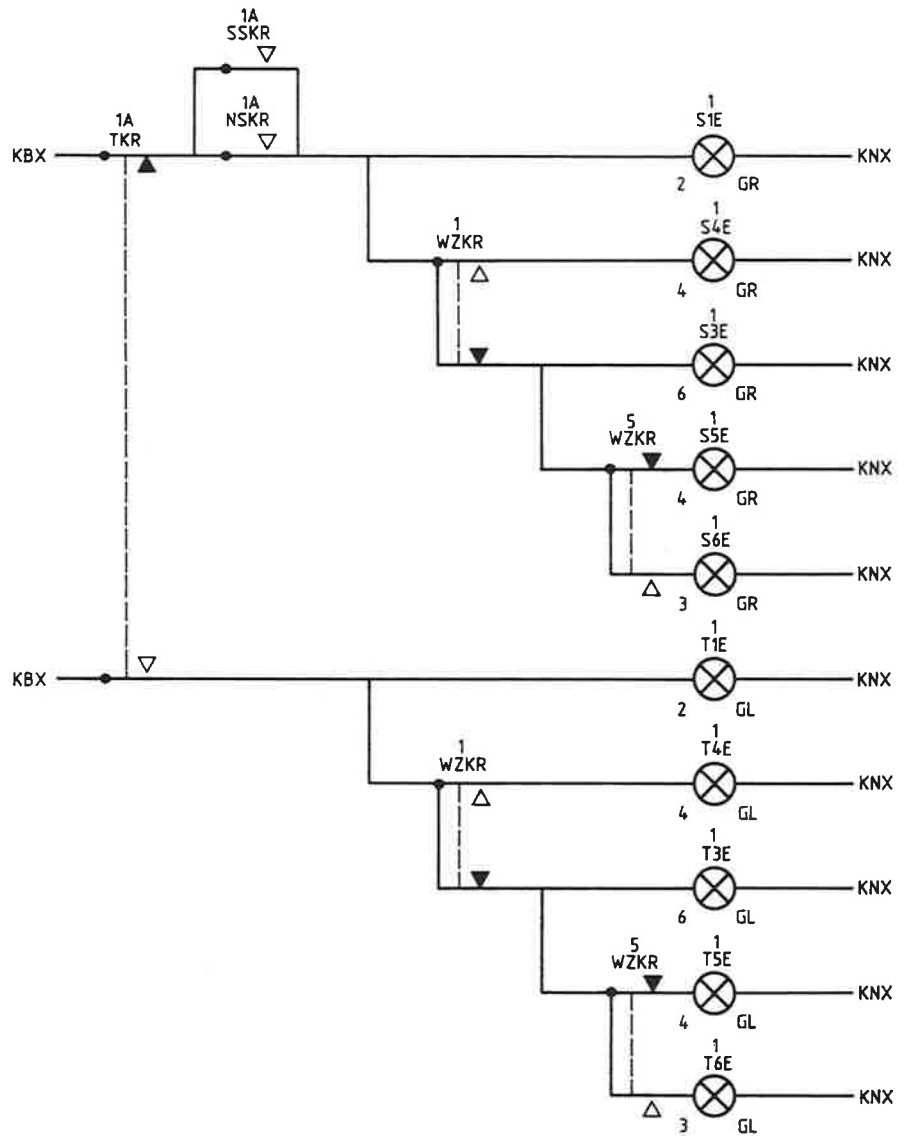 1A
SSKR
1A
NSKR
1A
TKR
KBX
1
S1E
2 GR
KNX
1
WZKR
1
S4E
4 GR
KNX
1
S3E
6 GR
KNX
5
WZKR
1
S5E
4 GR
KNX
1
S6E
3 GR
KNX
KBX
1
T1E
2 GL
KNX
1
WZKR
1
T4E
4 GL
KNX
1
T3E
6 GL
KNX
5
WZKR
1
T5E
4 GL
KNX
1
T6E
3 GL
KNX